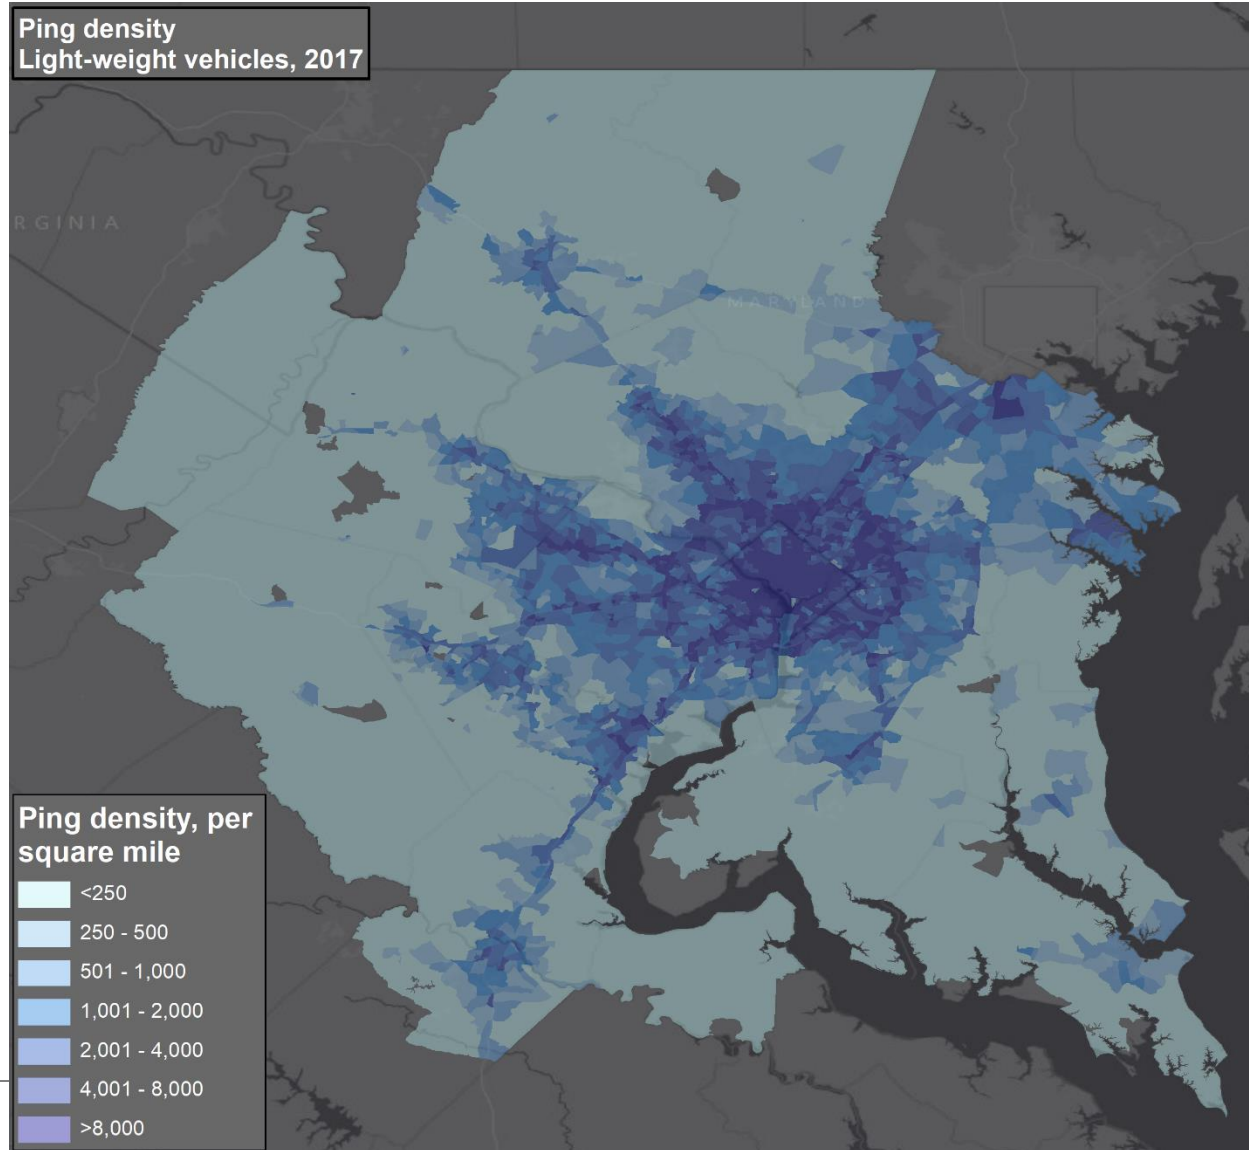 Ping density
Light-weight vehicles, 2017
RGINIA
MARYLAND
Ping density, per
square mile
<250
250 - 500
501 - 1,000
1,001 - 2,000
2,001 - 4,000
4,001 - 8,000
>8,000